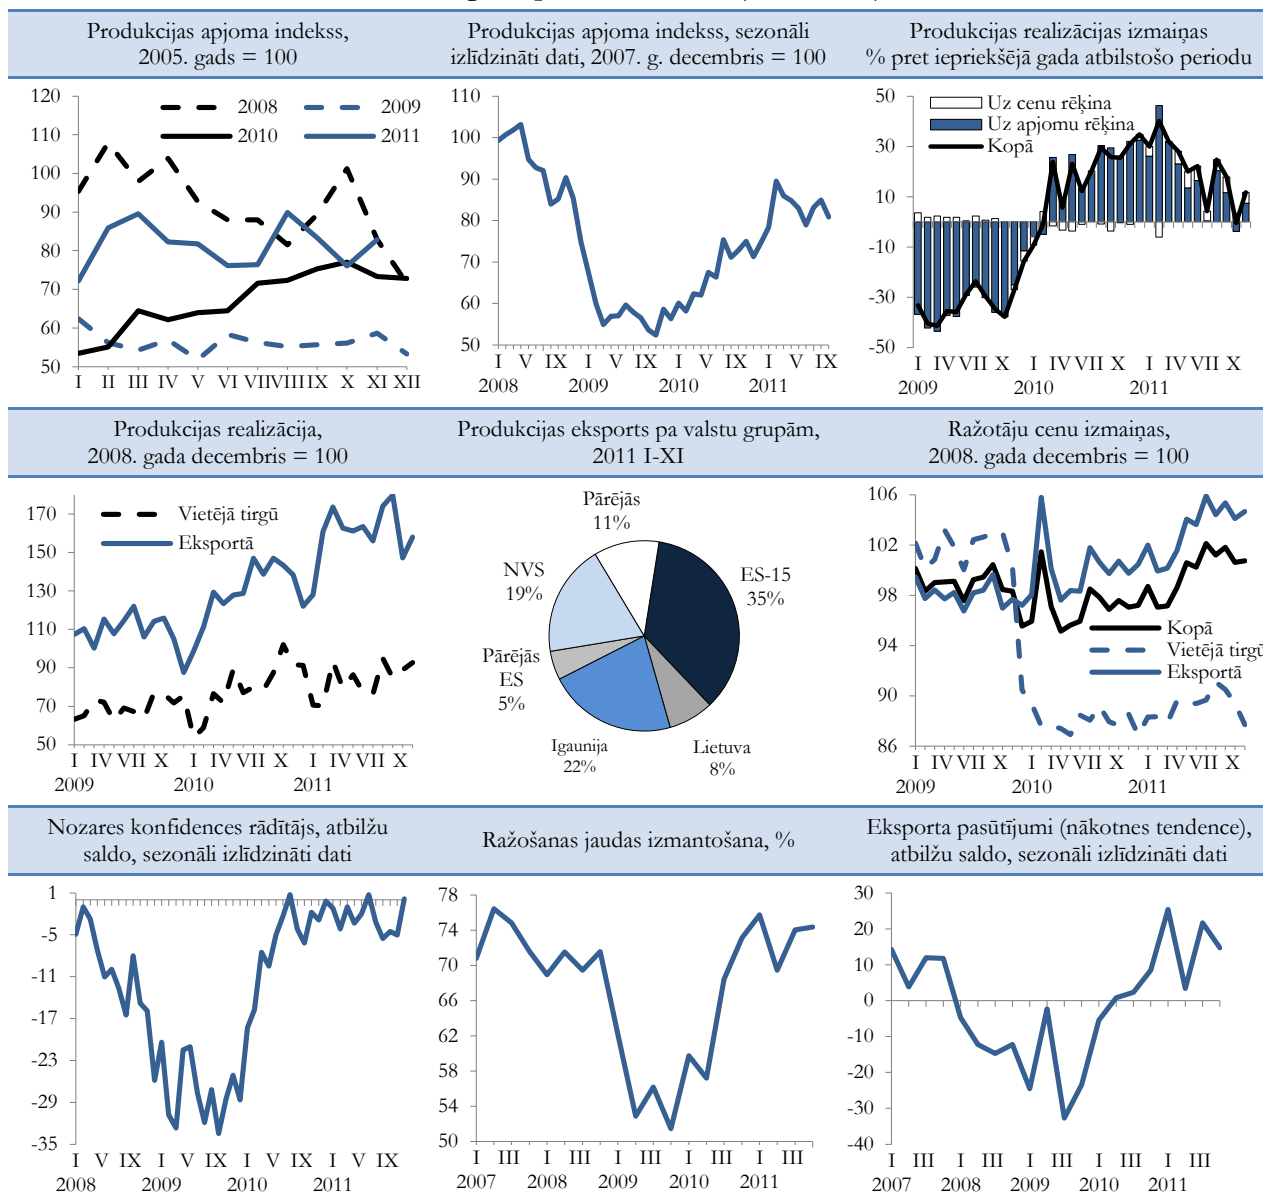 Produkcijas apjoma indekss,
2005. gads = 100
120
110
100
90
80
70
60
50
2008
2009
2010
2011
I II III IV V VI VII VIII IX X XI XII
Produkcijas apjoma indekss, sezonāli
izlīdzināti dati, 2007. g. decembris = 100
110
100
90
80
70
60
50
I V IX I V IX I V IX I V IX
2008 2009 2010 2011
Produkcijas realizācijas izmaiņas
% pret iepriekšējā gada atbilstošo periodu
50
30
10
-10
-30
-50
Uz cenu rēķina
Uz apjomu rēķina
Kopā
I IV VII X I IV VII X I IV VII X
2009 2010 2011
Produkcijas realizācija,
2008. gada decembris = 100
170
150
130
110
90
70
50
Vietējā tirgū
Eksportā
I IV VII X I IV VII X I IV VII X
2009 2010 2011
Produkcijas eksports pa valstu grupām,
2011 I-XI
Pārējās
11%
ES-15
35%
NVS
19%
Pārējās
ES
5%
Igaunija
22%
Lietuva
8%
Ražotāju cenu izmaiņas,
2008. gada decembris = 100
106
102
98
94
90
86
Kopā
Vietējā tirgū
Eksportā
I IV VII X I IV VII X I IV VII X
2009 2010 2011
Nozares konfidences rādītājs, atbilžu
saldo, sezonāli izlīdzināti dati
1
-5
-11
-17
-23
-29
-35
I V IX I V IX I V IX I V IX
2008 2009 2010 2011
Ražošanas jaudas izmantošana, %
78
74
70
66
62
58
54
50
I III I III I III I III I III
2007 2008 2009 2010 2011
Eksporta pasūtījumi (nākotnes tendence),
atbilžu saldo, sezonāli izlīdzināti dati
30
20
10
0
-10
-20
-30
-40
I III I III I III I III I III
2007 2008 2009 2010 2011